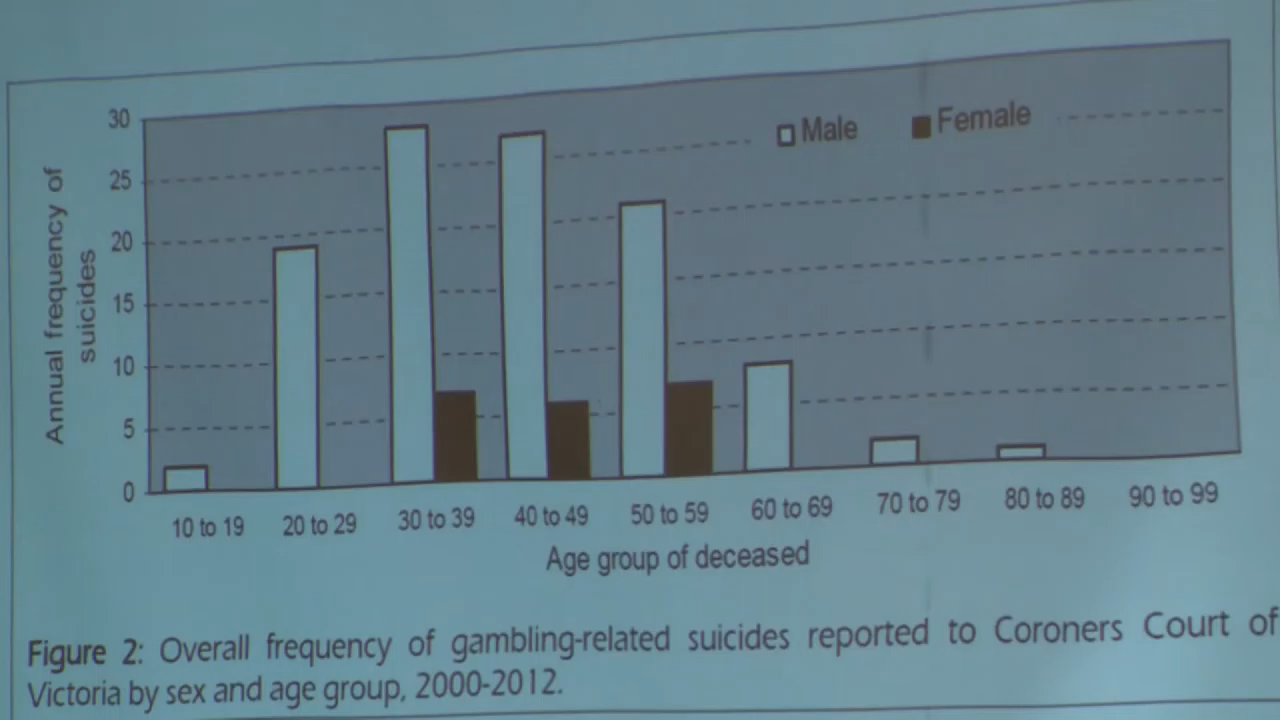 30
25
20
15
10
5
0
Annual frequency of
suicides
Male
Female
10 to 19
20 to 29
30 to 39
40 to 49
50 to 59
60 to 69
70 to 79
80 to 89
90 to 99
Age group of deceased
Figure 2: Overall frequency of gambling-related suicides reported to Coroners Court of
Victoria by sex and age group, 2000-2012.